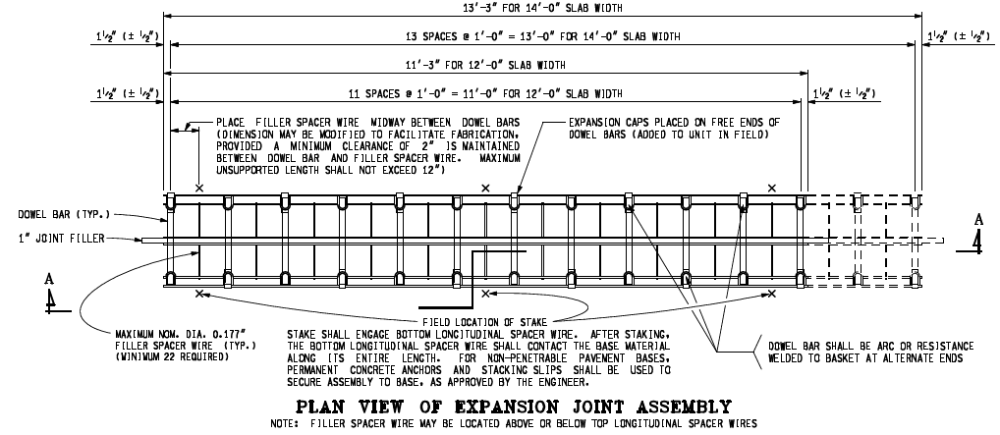 13'-3" FOR 14'-0" SLAB WIDTH
1½" (± ½") 13 SPACES @ 1'-0" = 13'-0" FOR 14'-0" SLAB WIDTH 1½" (± ½")
11'-3" FOR 12'-0" SLAB WIDTH
1½" (± ½") 11 SPACES @ 1'-0" = 11'-0" FOR 12'-0" SLAB WIDTH 1½" (± ½")
PLACE FILLER SPACER WIRE MIDWAY BETWEEN DOWEL BARS
(DIMENSION MAY BE MODIFIED TO FACILITATE FABRICATION,
PROVIDED A MINIMUM CLEARANCE OF 2" IS MAINTAINED
BETWEEN DOWEL BAR AND FILLER SPACER WIRE. MAXIMUM
UNSUPPORTED LENGTH SHALL NOT EXCEED 12")
EXPANSION CAPS PLACED ON FREE ENDS OF
DOWEL BARS (ADDED TO UNIT IN FIELD)
DOWEL BAR (TYP.)
1" JOINT FILLER
A
A
FIELD LOCATION OF STAKE
MAXIMUM NOM. DIA. 0.177"
FILLER SPACER WIRE (TYP.)
(MINIMUM 22 REQUIRED)
STAKE SHALL ENGAGE BOTTOM LONGITUDINAL SPACER WIRE. AFTER STAKING,
THE BOTTOM LONGITUDINAL SPACER WIRE SHALL CONTACT THE BASE MATERIAL
ALONG ITS ENTIRE LENGTH. FOR NON-PENETRABLE PAVEMENT BASES,
PERMANENT CONCRETE ANCHORS AND STACKING SLIPS SHALL BE USED TO
SECURE ASSEMBLY TO BASE, AS APPROVED BY THE ENGINEER.
DOWEL BAR SHALL BE ARC OR RESISTANCE
WELDED TO BASKET AT ALTERNATE ENDS
PLAN VIEW OF EXPANSION JOINT ASSEMBLY
NOTE: FILLER SPACER WIRE MAY BE LOCATED ABOVE OR BELOW TOP LONGITUDINAL SPACER WIRES